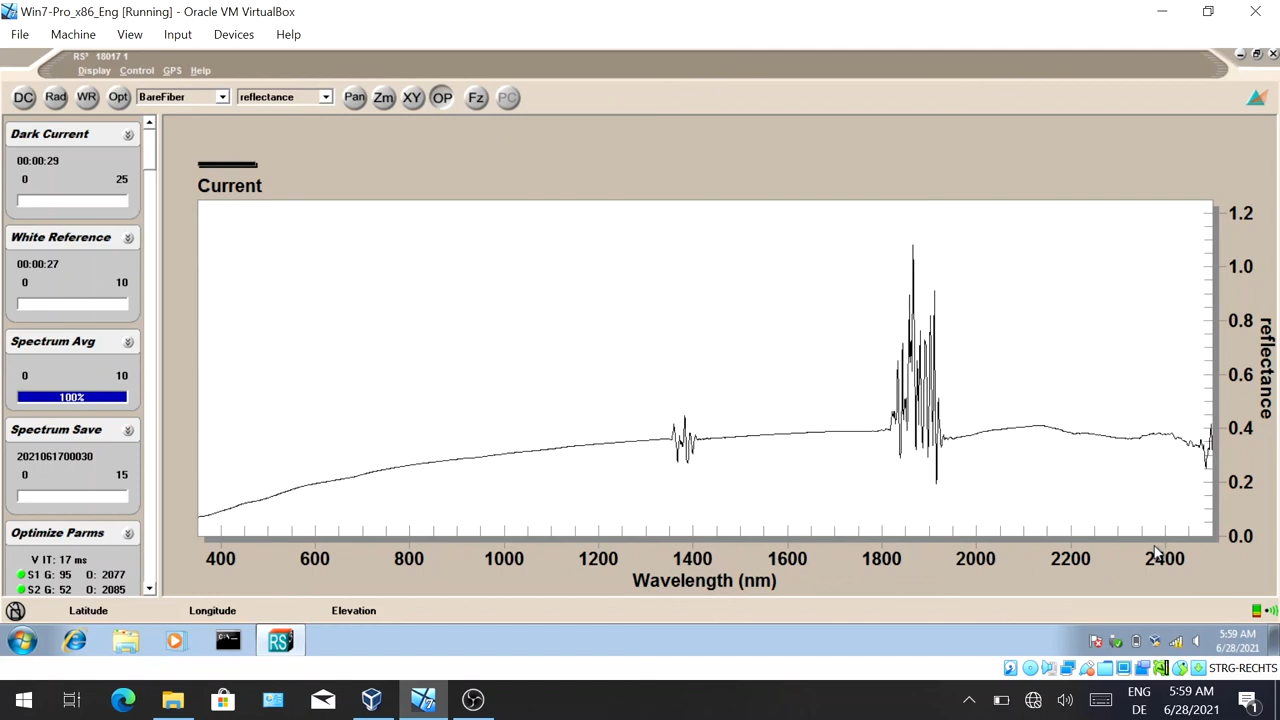 Win7-Pro_x86_Eng [Running] - Oracle VM VirtualBox
File Machine View Input Devices Help
RS³ 18017 1
Display Control GPS Help
DC Rad WR Opt BareFiber reflectance Pan Zm XY OP Fz PC
Dark Current
00:00:29
0 25
White Reference
00:00:27
0 10
Spectrum Avg
0 10
100%
Spectrum Save
2021061700030
0 15
Optimize Parms
V IT: 17 ms
S1 G: 95 O: 2077
S2 G: 52 O: 2085
Current
1.2
1.0
0.8
0.6
0.4
0.2
0.0
reflectance
400 600 800 1000 1200 1400 1600 1800 2000 2200 2400
Wavelength (nm)
Latitude Longitude Elevation
RS³
5:59 AM
6/28/2021
STRG-RECHTS
ENG
DE
5:59 AM
6/28/2021
1